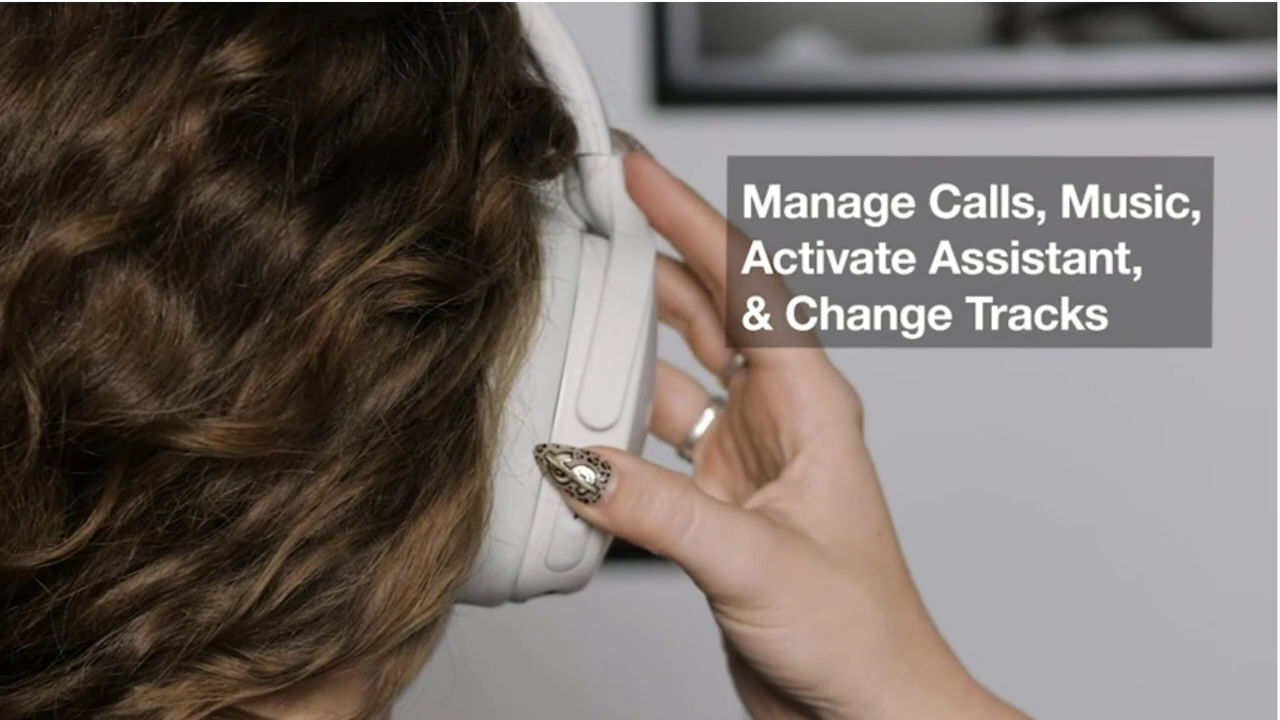 Manage Calls, Music,
Activate Assistant,
& Change Tracks